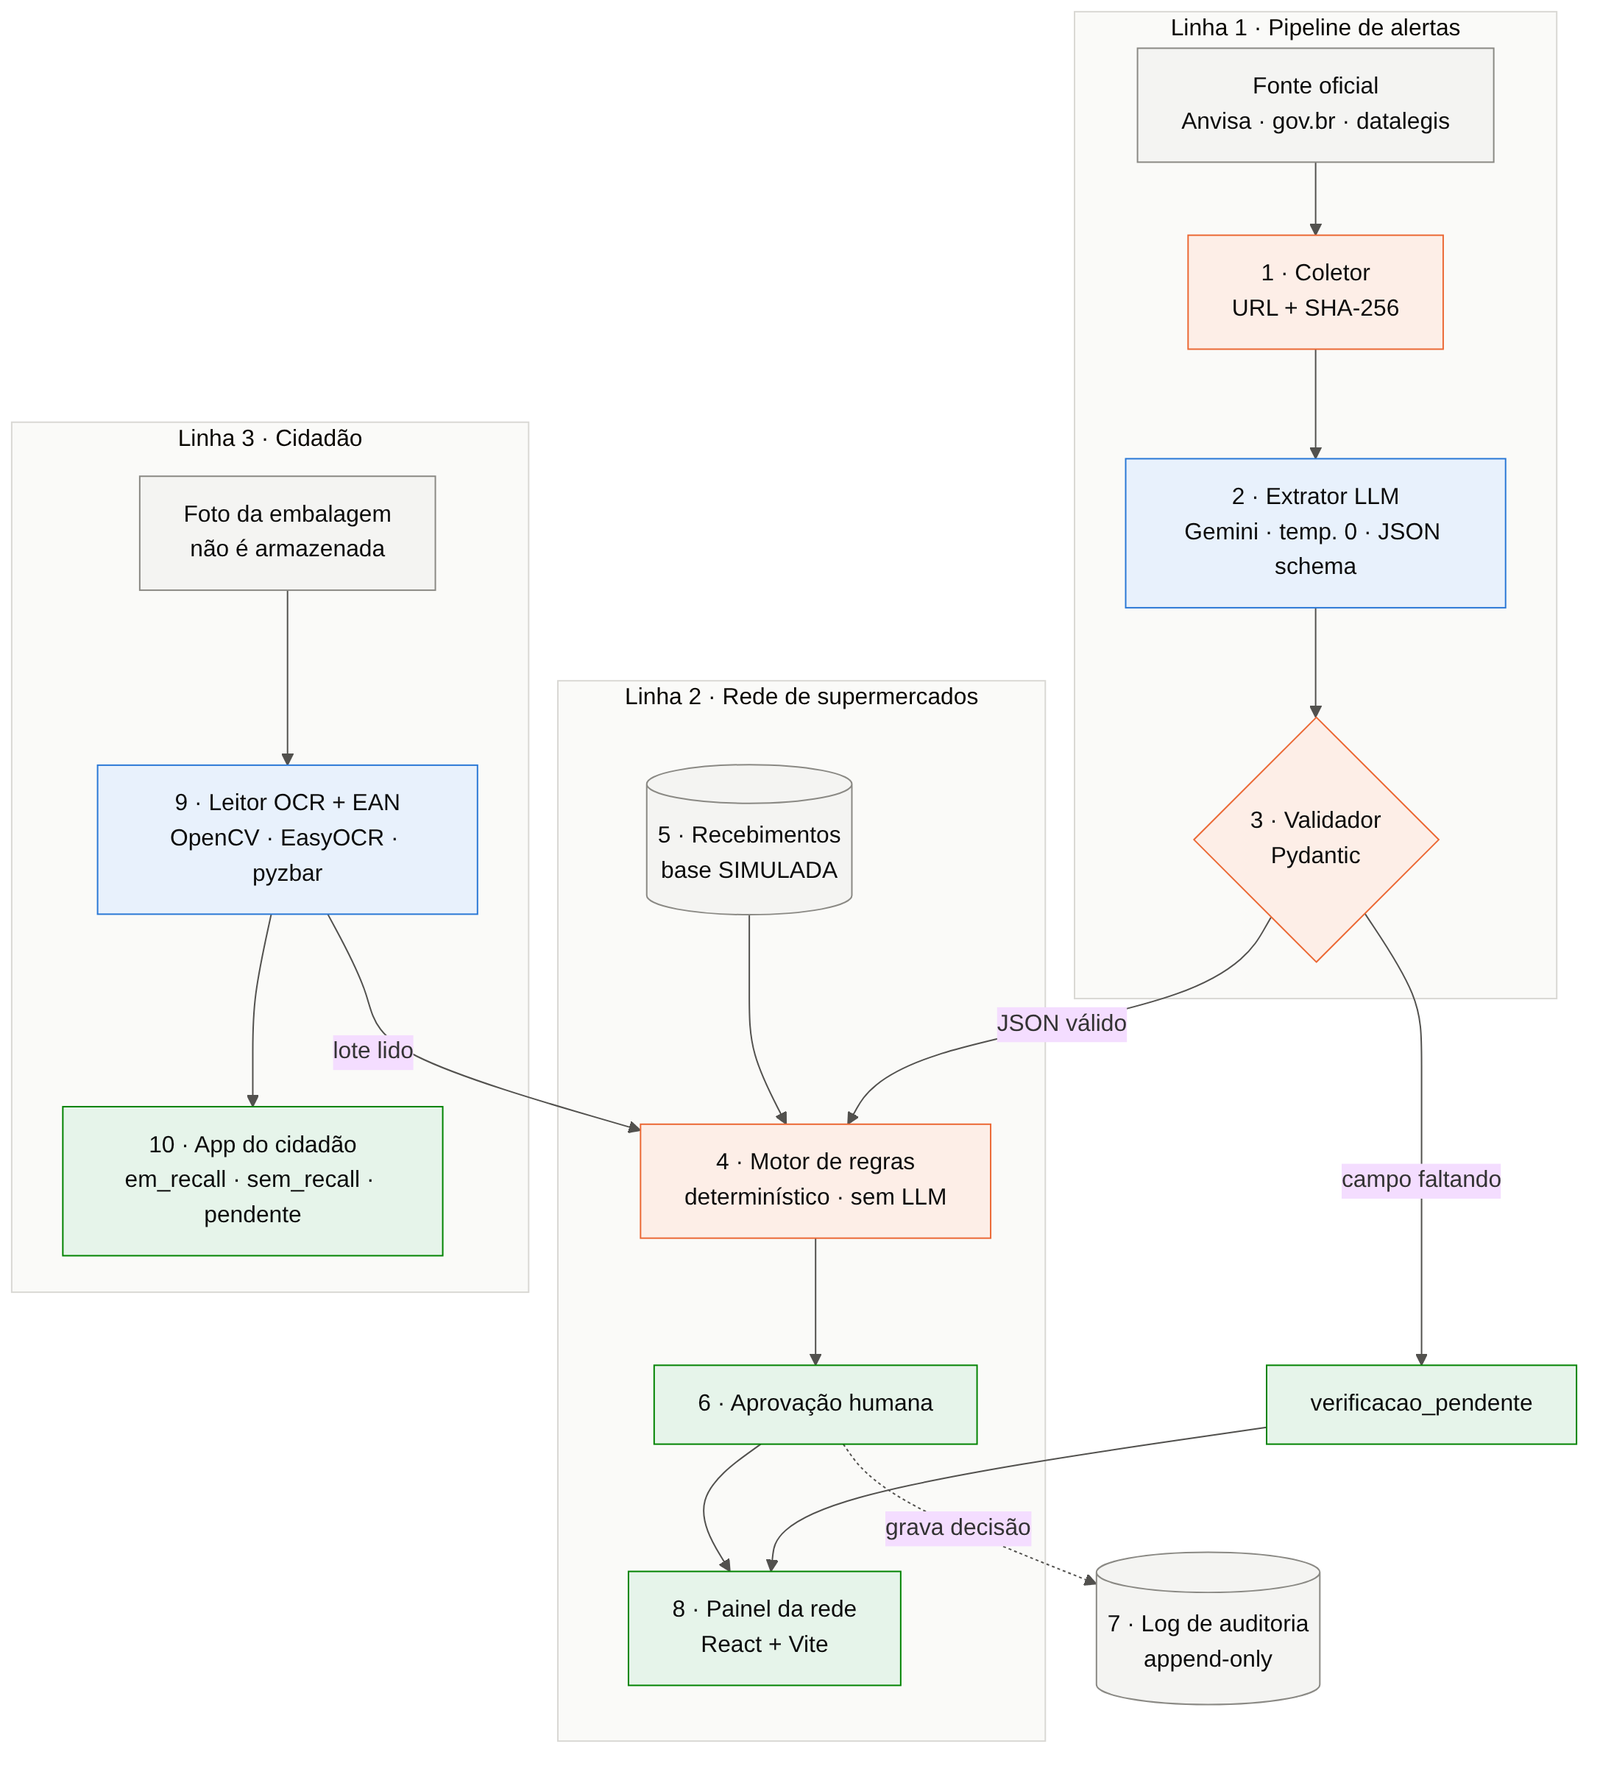 Linha 1 · Pipeline de alertas
Fonte oficial
Anvisa · gov.br · datalegis
1 · Coletor
URL + SHA-256
2 · Extrator LLM
Gemini · temp. 0 · JSON
schema
3 · Validador
Pydantic
Linha 3 · Cidadão
Foto da embalagem
não é armazenada
9 · Leitor OCR + EAN
OpenCV · EasyOCR ·
pyzbar
lote lido
10 · App do cidadão
em_recall · sem_recall ·
pendente
Linha 2 · Rede de supermercados
5 · Recebimentos
base SIMULADA
JSON válido
4 · Motor de regras
determinístico · sem LLM
campo faltando
6 · Aprovação humana
verificacao_pendente
grava decisão
8 · Painel da rede
React + Vite
7 · Log de auditoria
append-only